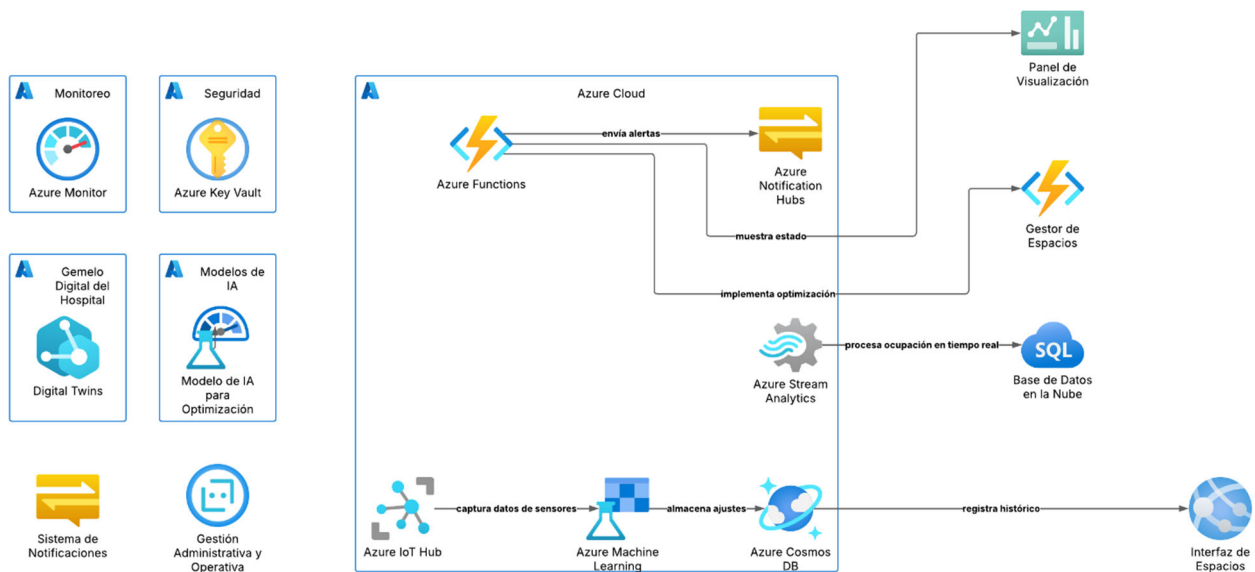 Panel de
Visualización
Monitoreo
Azure Monitor
Seguridad
Azure Key Vault
Azure Cloud
Azure Functions
envía alertas
Azure
Notification
Hubs
muestra estado
Gestor de
Espacios
implementa optimización
Gemelo
Digital del
Hospital
Digital Twins
Modelos de
IA
Modelo de IA
para
Optimización
Azure Stream
Analytics
procesa ocupación en tiempo real
SQL
Base de Datos
en la Nube
Sistema de
Notificaciones
Gestión
Administrativa y
Operativa
Azure IoT Hub
captura datos de sensores
Azure Machine
Learning
almacena ajustes
Azure Cosmos
DB
registra histórico
Interfaz de
Espacios